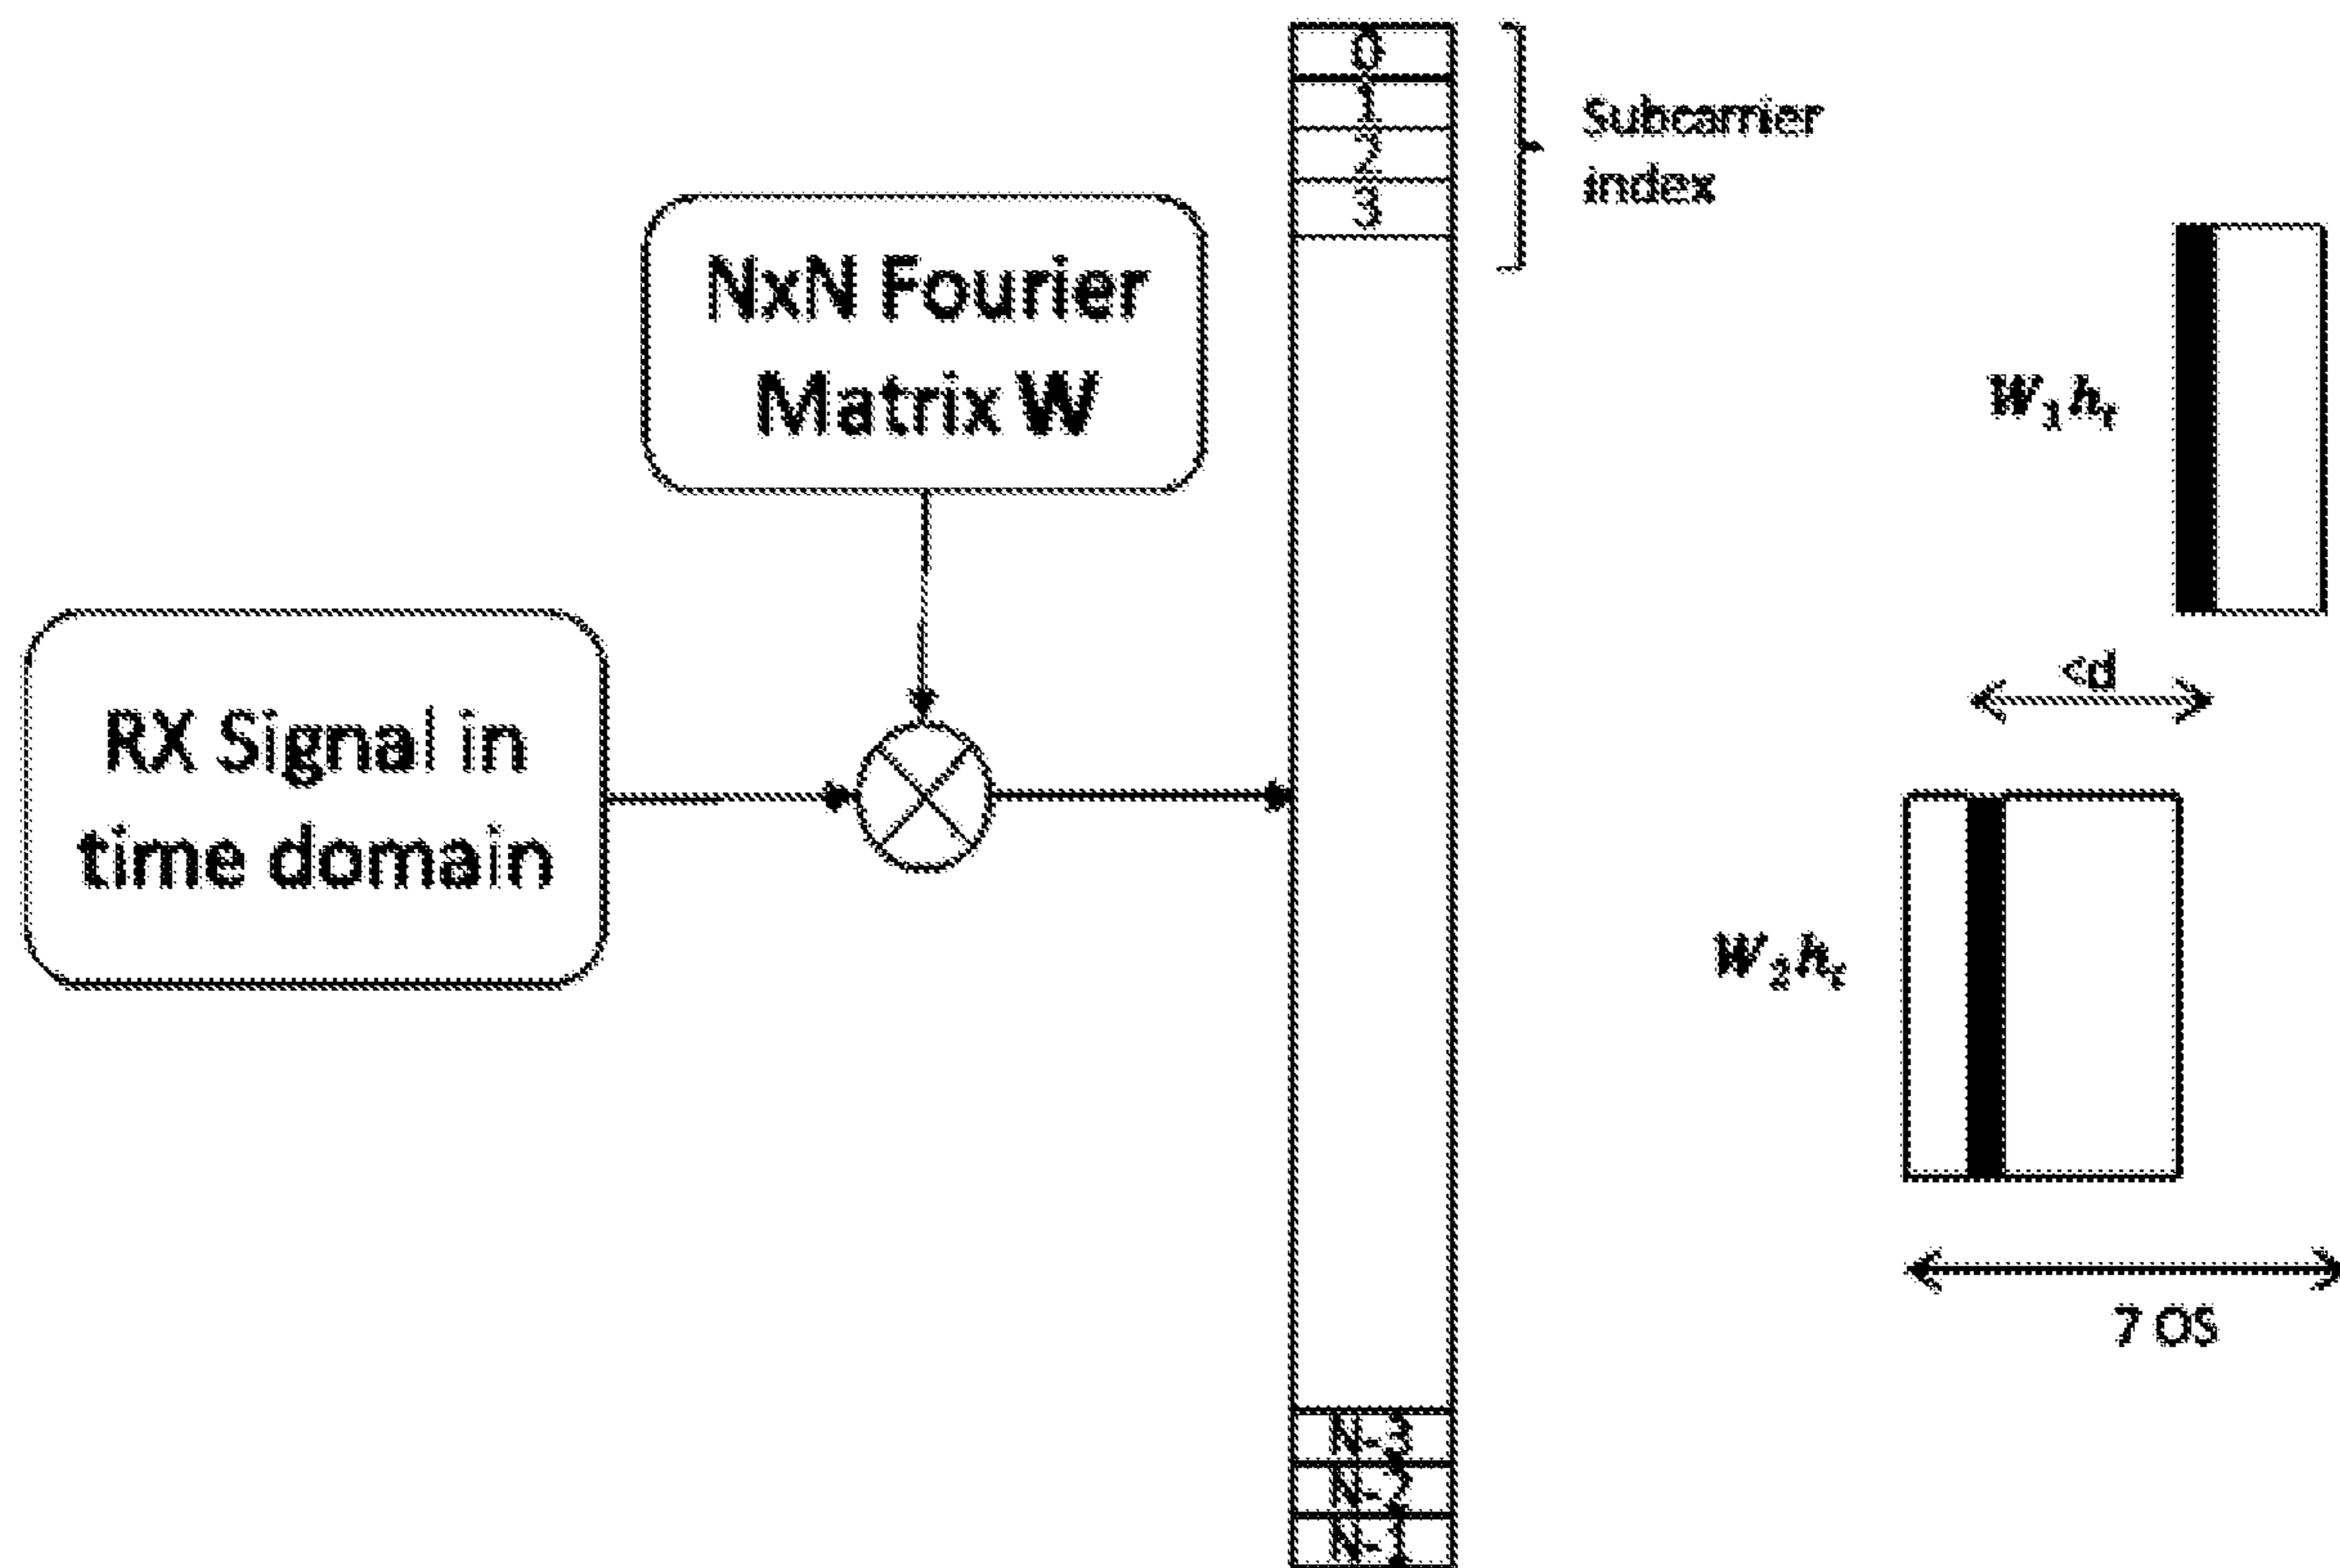 0
1
2
3
Subcarrier
index
NxN Fourier
Matrix W
W₁hₜ
<d
RX Signal in
time domain
W₂hₜ
7 OS
N-3
N-2
N-1